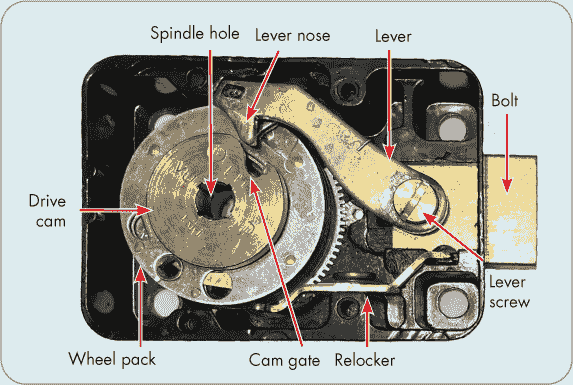 Spindle hole
Lever nose
Lever
Bolt
Drive
cam
Lever
screw
Wheel pack
Cam gate
Relocker